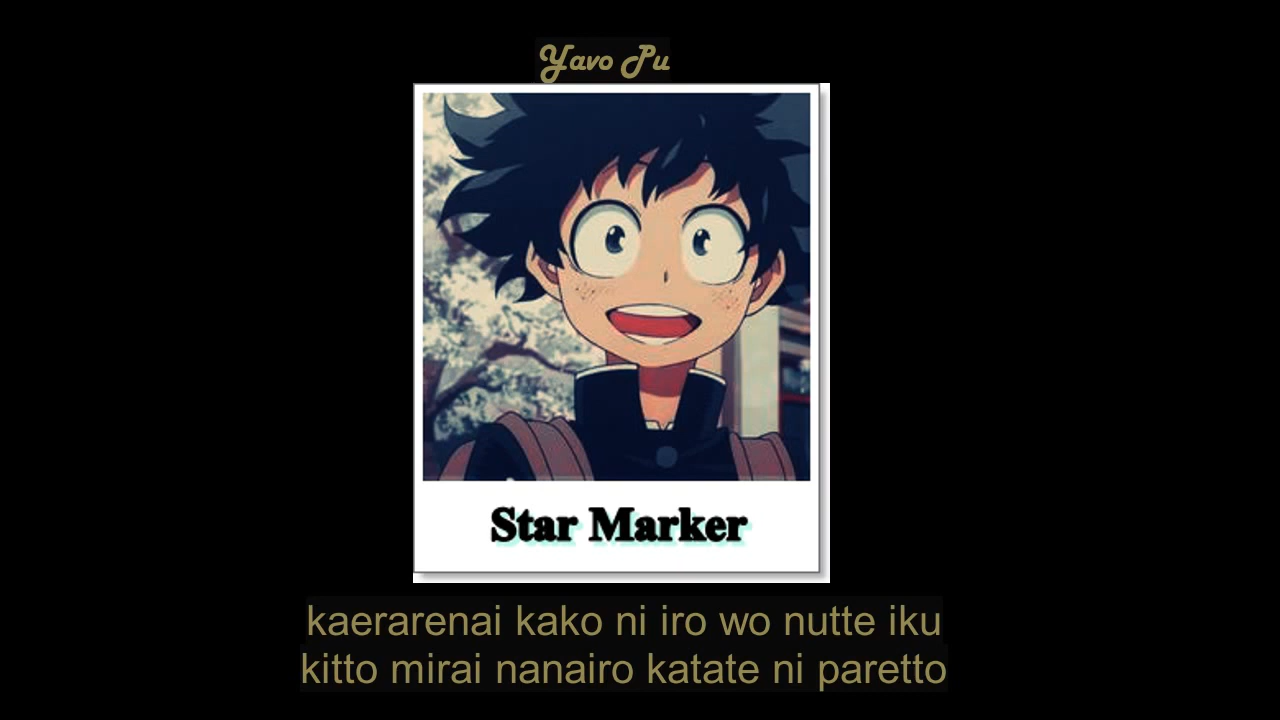 Yavo Pu
Star Marker
kaerarenai kako ni iro wo nutte iku
kitto mirai nanairo katate ni paretto